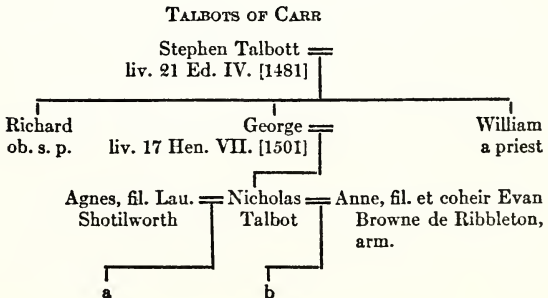 TALBOTS OF CARR
Stephen Talbott
liv. 21 Ed. IV. [1481]
Richard
ob. s. p.
George
liv. 17 Hen. VII. [1501]
William
a priest
Agnes, fil. Lau.
Shotilworth
Nicholas
Talbot
Anne, fil. et coheir Evan
Browne de Ribbleton,
arm.
a
b